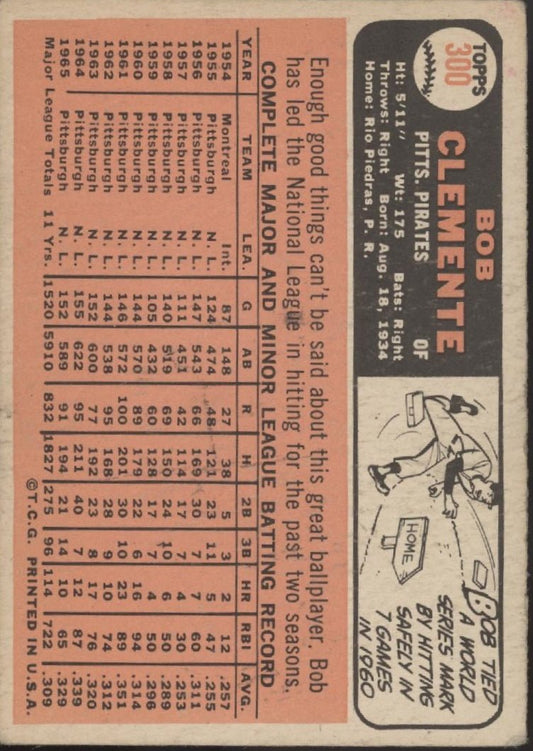 TOPPS
300
BOB
CLEMENTE
PITTS. PIRATES OF
Ht: 5'11" Wt: 175 Bats: Right
Throws: Right Born: Aug. 18, 1934
Home: Rio Piedras, P. R.
BOB TIED
A WORLD
SERIES MARK
BY HITTING
SAFELY IN
7 GAMES
IN 1960
HOME
Enough good things can't be said about this great ballplayer. Bob
has led the National League in hitting for the past two seasons.
COMPLETE MAJOR AND MINOR LEAGUE BATTING RECORD
YEAR TEAM LEA. G AB R H 2B 3B HR RBI AVG.
1954 Montreal Int. 87 148 27 38 5 3 2 12 .257
1955 Pittsburgh N. L. 124 474 48 121 23 11 5 47 .255
1956 Pittsburgh N. L. 147 543 66 169 30 7 7 60 .311
1957 Pittsburgh N. L. 111 451 42 114 17 7 4 30 .253
1958 Pittsburgh N. L. 140 519 69 150 24 10 6 50 .289
1959 Pittsburgh N. L. 105 432 60 128 17 7 4 50 .296
1960 Pittsburgh N. L. 144 570 89 179 22 6 16 94 .314
1961 Pittsburgh N. L. 146 572 100 201 30 10 23 89 .351
1962 Pittsburgh N. L. 144 538 95 168 28 9 10 74 .312
1963 Pittsburgh N. L. 152 600 77 192 23 8 17 76 .320
1964 Pittsburgh N. L. 155 622 95 211 40 7 12 87 .339
1965 Pittsburgh N. L. 152 589 91 194 21 14 10 65 .329
Major League Totals 11 Yrs. 1520 5910 832 1827 275 96 114 722 .309
©T.C.G. PRINTED IN U.S.A.